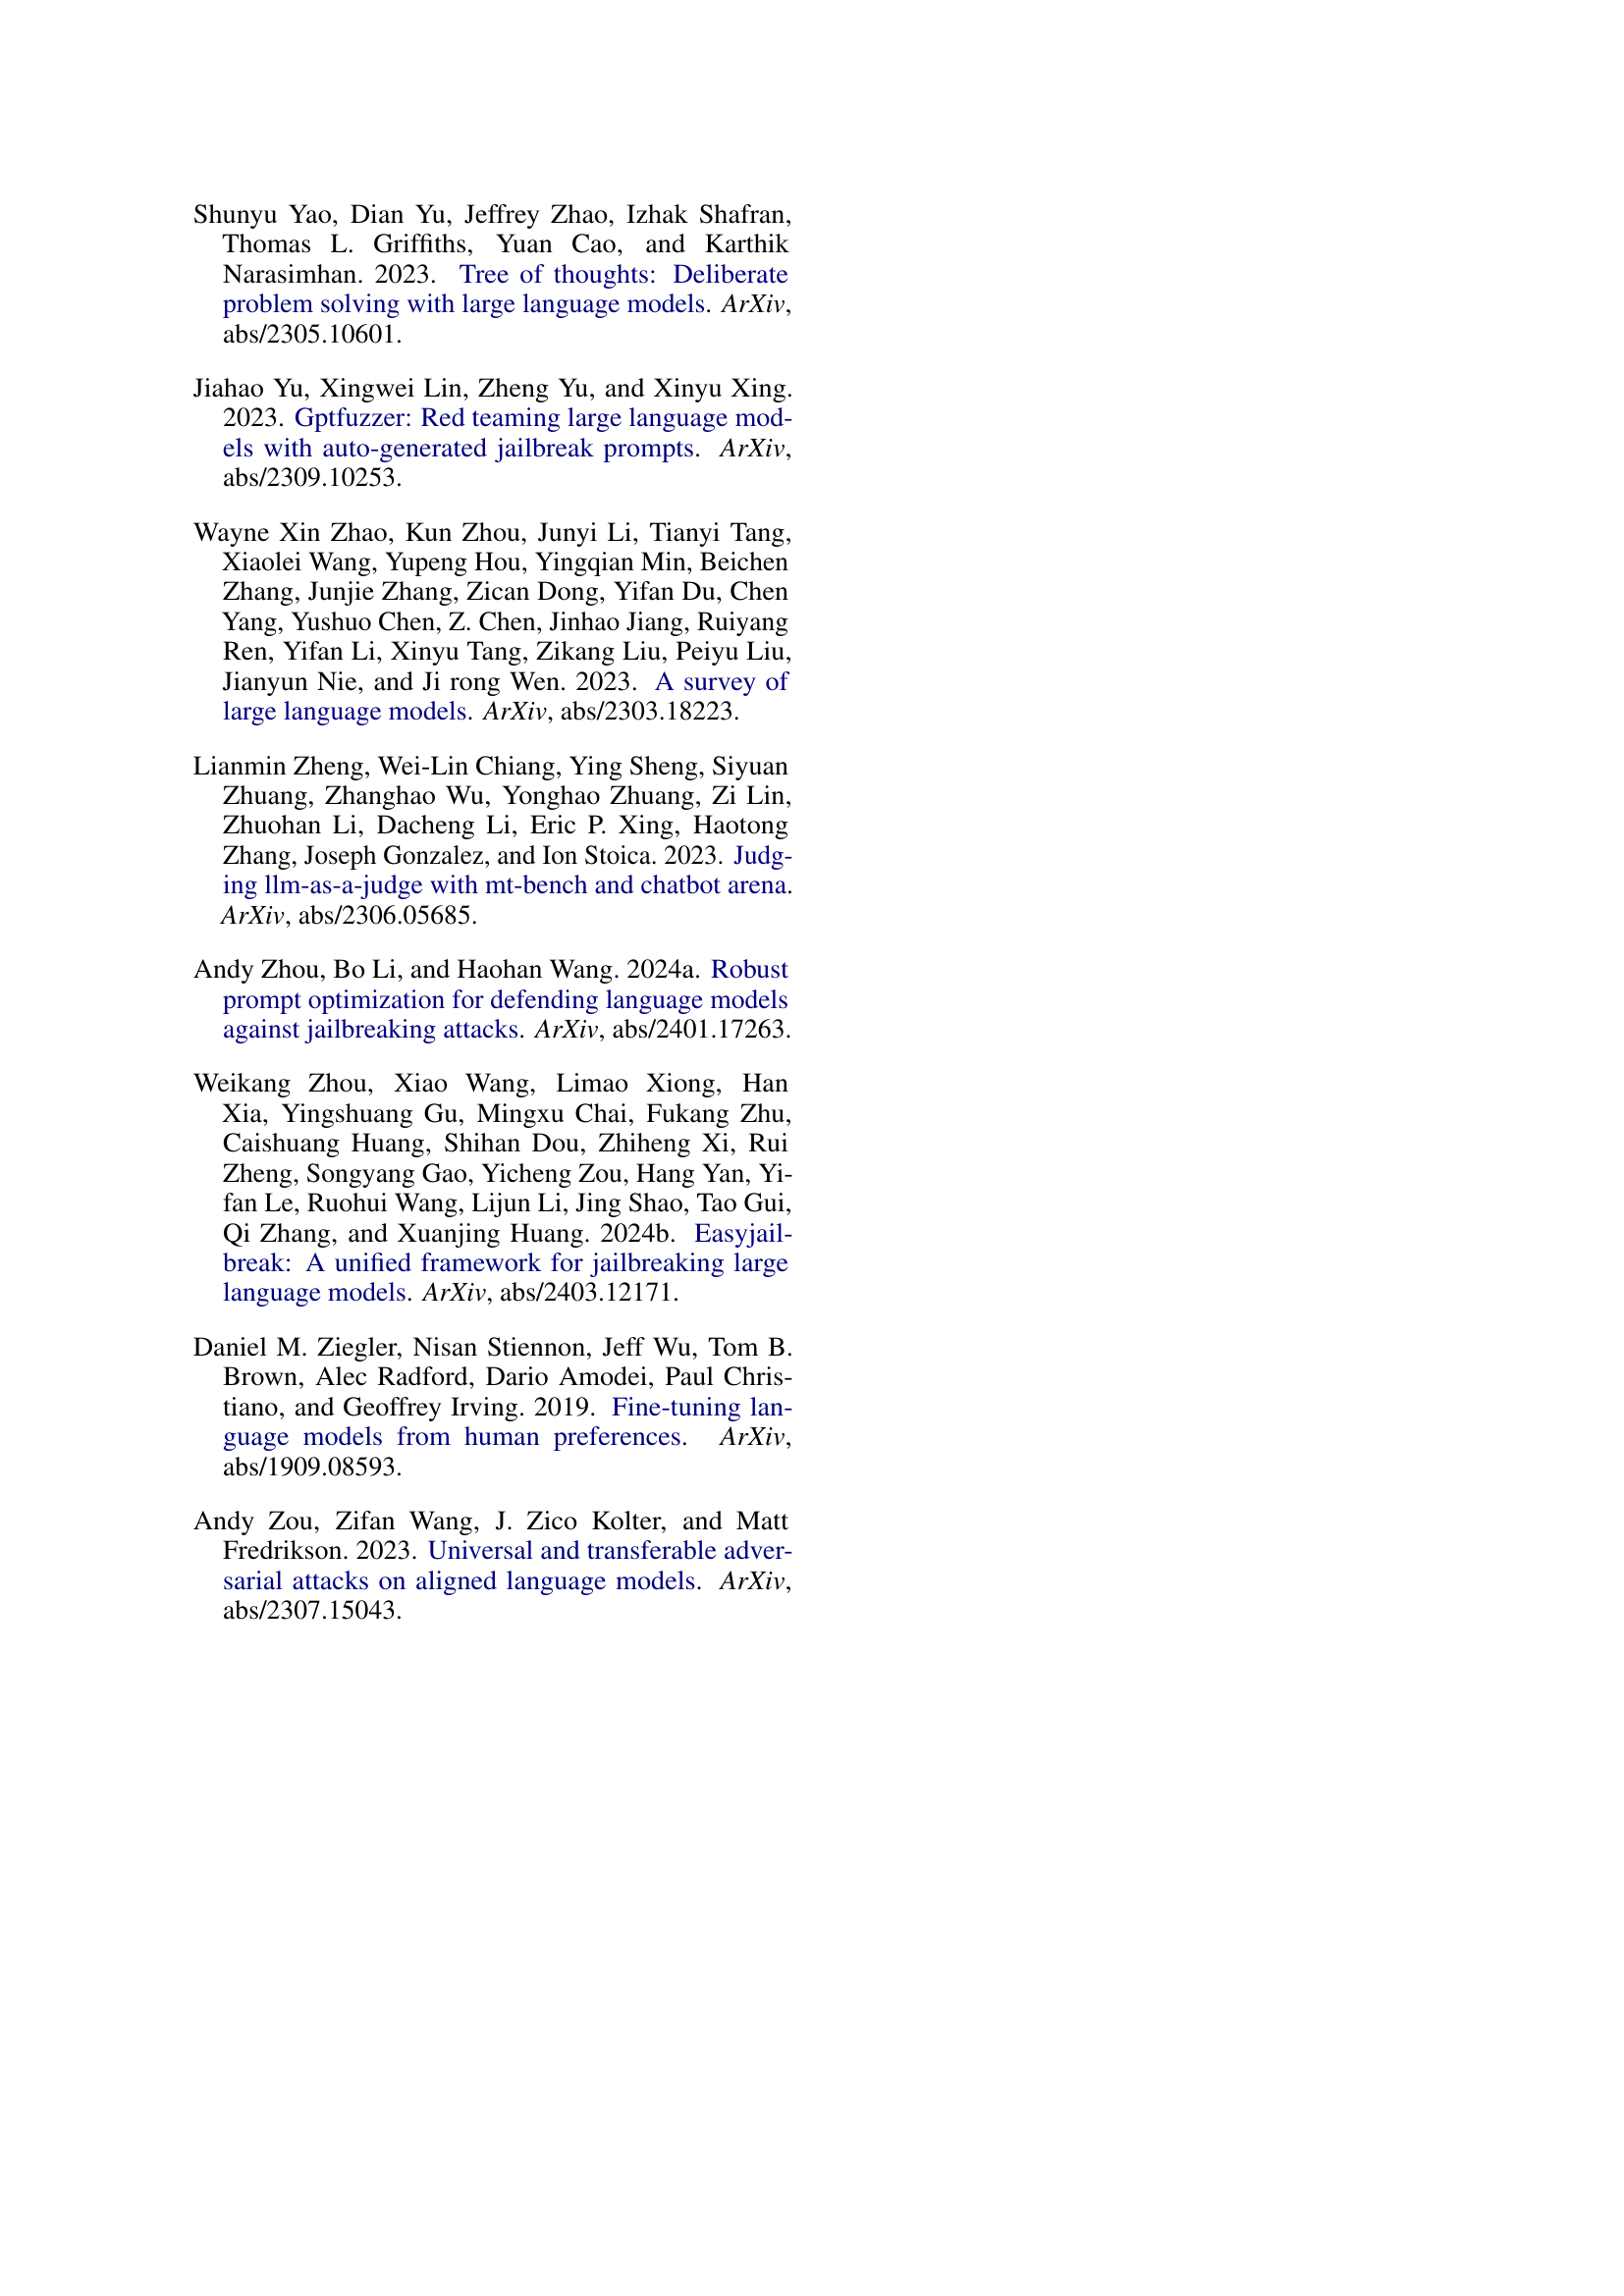 Shunyu Yao, Dian Yu, Jeffrey Zhao, Izhak Shafran,
Thomas L. Griffiths, Yuan Cao, and Karthik
Narasimhan. 2023. Tree of thoughts: Deliberate
problem solving with large language models. ArXiv,
abs/2305.10601.
Jiahao Yu, Xingwei Lin, Zheng Yu, and Xinyu Xing.
2023. Gptfuzzer: Red teaming large language mod-
els with auto-generated jailbreak prompts. ArXiv,
abs/2309.10253.
Wayne Xin Zhao, Kun Zhou, Junyi Li, Tianyi Tang,
Xiaolei Wang, Yupeng Hou, Yingqian Min, Beichen
Zhang, Junjie Zhang, Zican Dong, Yifan Du, Chen
Yang, Yushuo Chen, Z. Chen, Jinhao Jiang, Ruiyang
Ren, Yifan Li, Xinyu Tang, Zikang Liu, Peiyu Liu,
Jianyun Nie, and Ji rong Wen. 2023. A survey of
large language models. ArXiv, abs/2303.18223.
Lianmin Zheng, Wei-Lin Chiang, Ying Sheng, Siyuan
Zhuang, Zhanghao Wu, Yonghao Zhuang, Zi Lin,
Zhuohan Li, Dacheng Li, Eric P. Xing, Haotong
Zhang, Joseph Gonzalez, and Ion Stoica. 2023. Judg-
ing llm-as-a-judge with mt-bench and chatbot arena.
ArXiv, abs/2306.05685.
Andy Zhou, Bo Li, and Haohan Wang. 2024a. Robust
prompt optimization for defending language models
against jailbreaking attacks. ArXiv, abs/2401.17263.
Weikang Zhou, Xiao Wang, Limao Xiong, Han
Xia, Yingshuang Gu, Mingxu Chai, Fukang Zhu,
Caishuang Huang, Shihan Dou, Zhiheng Xi, Rui
Zheng, Songyang Gao, Yicheng Zou, Hang Yan, Yi-
fan Le, Ruohui Wang, Lijun Li, Jing Shao, Tao Gui,
Qi Zhang, and Xuanjing Huang. 2024b. Easyjail-
break: A unified framework for jailbreaking large
language models. ArXiv, abs/2403.12171.
Daniel M. Ziegler, Nisan Stiennon, Jeff Wu, Tom B.
Brown, Alec Radford, Dario Amodei, Paul Chris-
tiano, and Geoffrey Irving. 2019. Fine-tuning lan-
guage models from human preferences. ArXiv,
abs/1909.08593.
Andy Zou, Zifan Wang, J. Zico Kolter, and Matt
Fredrikson. 2023. Universal and transferable adver-
sarial attacks on aligned language models. ArXiv,
abs/2307.15043.